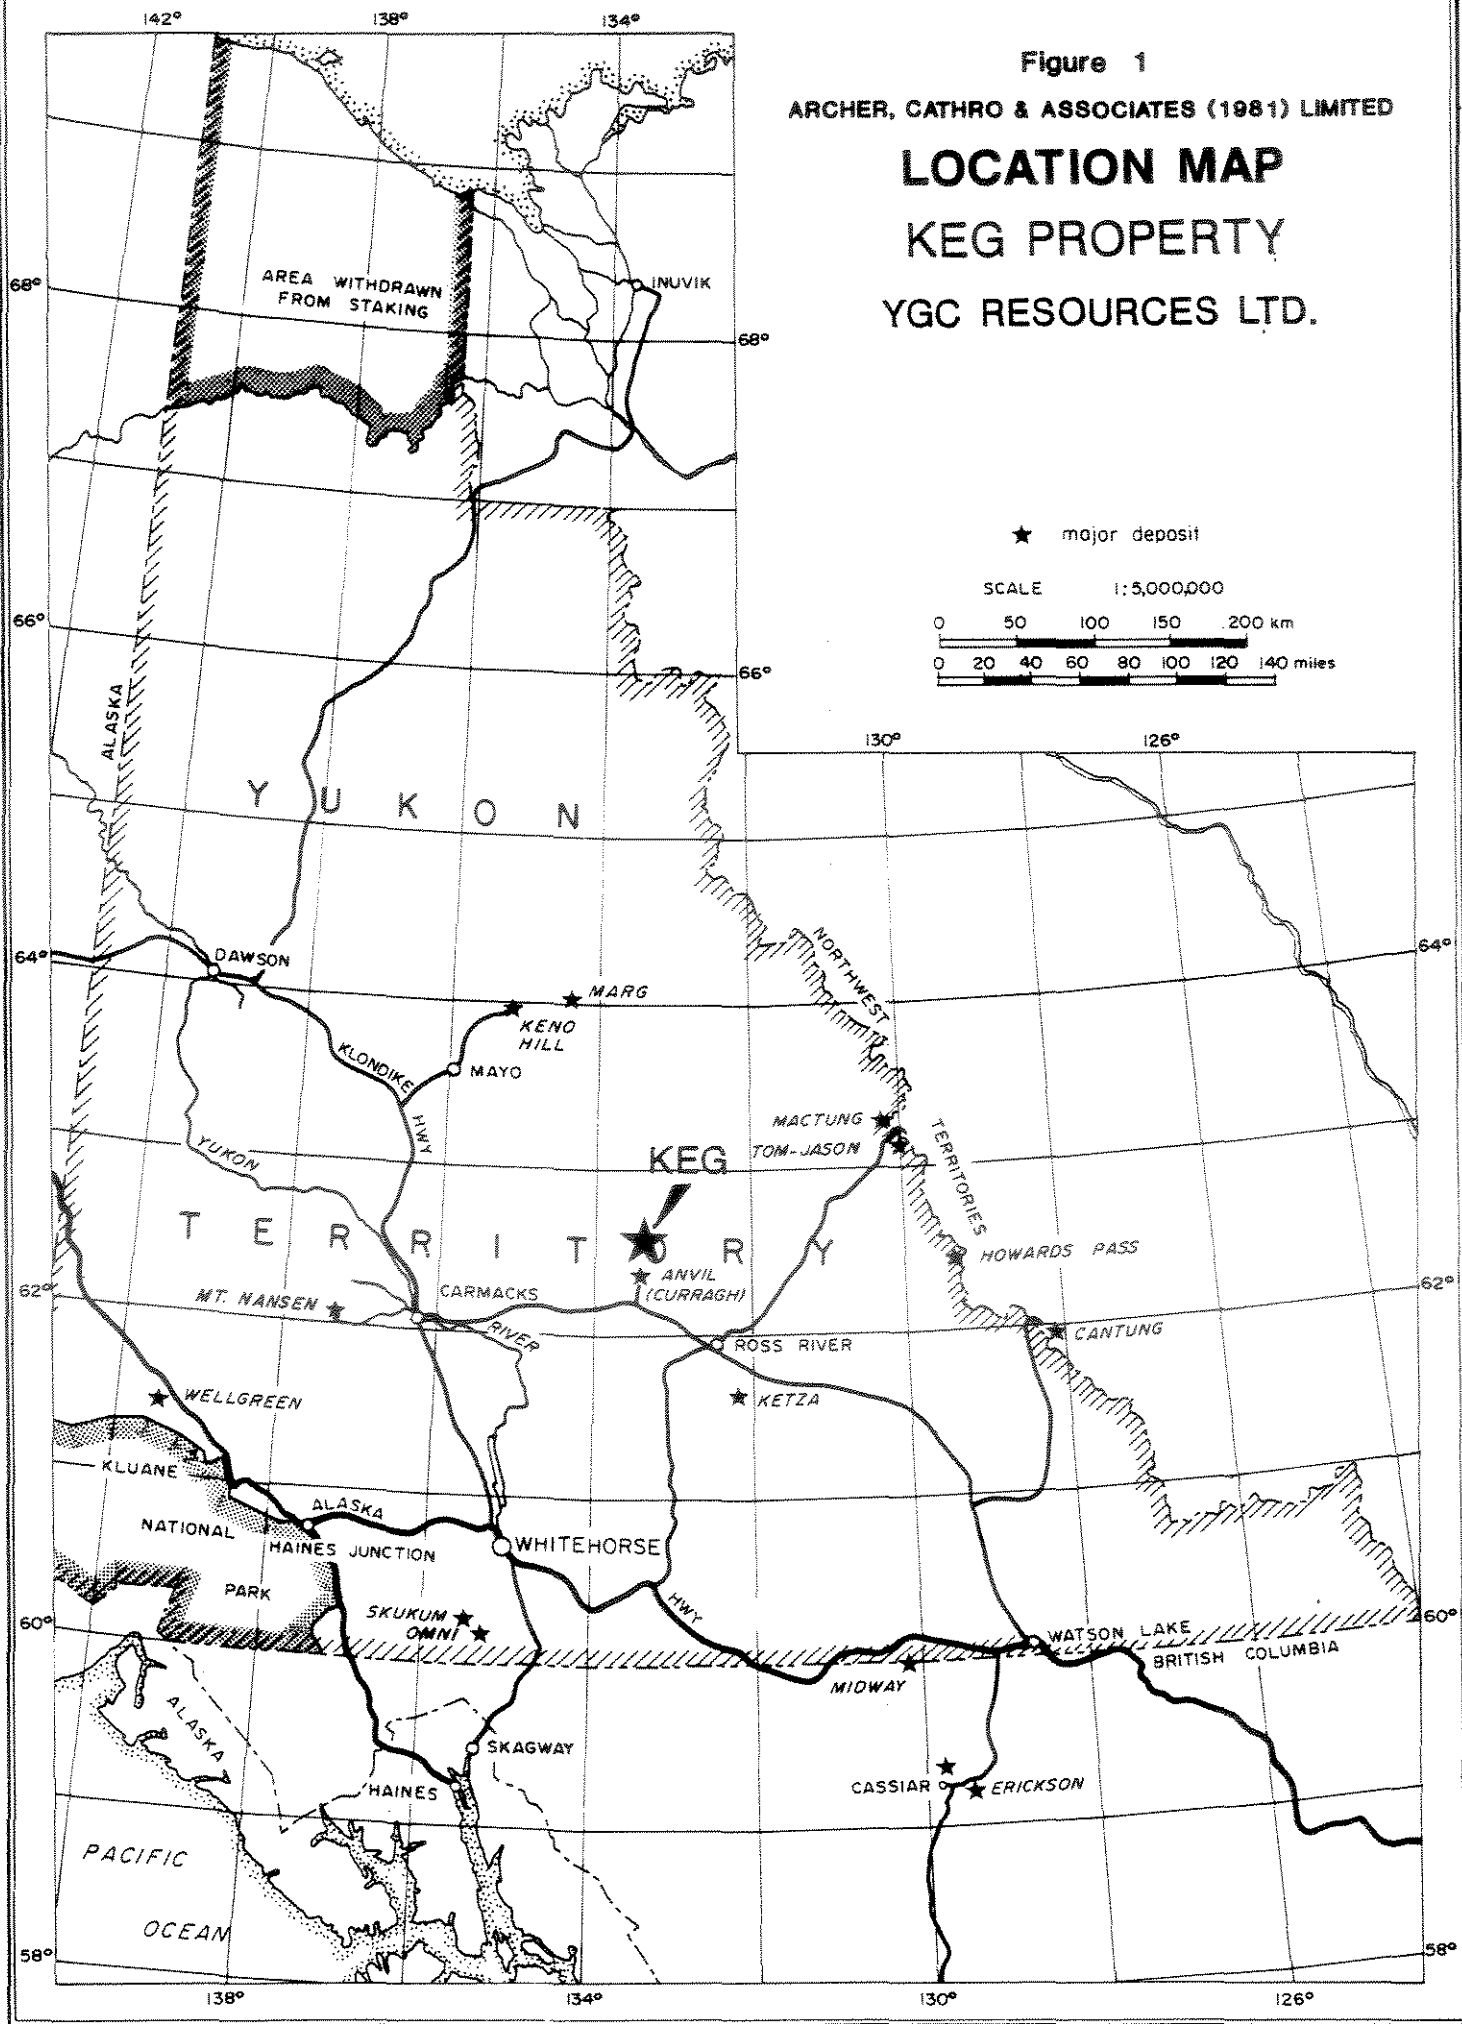 142° 138° 134°
Figure 1
ARCHER, CATHRO & ASSOCIATES (1981) LIMITED
LOCATION MAP
KEG PROPERTY
YGC RESOURCES LTD.
AREA WITHDRAWN
FROM STAKING
INUVIK
68°
68°
★ major deposit
SCALE 1:5,000,000
0 50 100 150 200 km
0 20 40 60 80 100 120 140 miles
66°
66°
ALASKA
130° 126°
YUKON
NORTHWEST
64°
64°
DAWSON
MARG
KENO
HILL
KLONDIKE
MAYO
HWY
MACTUNG
TOM-JASON
TERRITORIES
YUKON
KEG
TERRITORY
HOWARDS PASS
ANVIL
(CURRAGH)
62°
62°
CARMACKS
MT. NANSEN
RIVER
CANTUNG
ROSS RIVER
WELLGREEN
KETZA
KLUANE
ALASKA
NATIONAL
WHITEHORSE
HAINES JUNCTION
PARK
SKUKUM
OMNI
HWY
60°
60°
WATSON LAKE
BRITISH COLUMBIA
MIDWAY
ALASKA
SKAGWAY
HAINES
CASSIAR
ERICKSON
PACIFIC
OCEAN
58°
58°
138° 134° 130° 126°